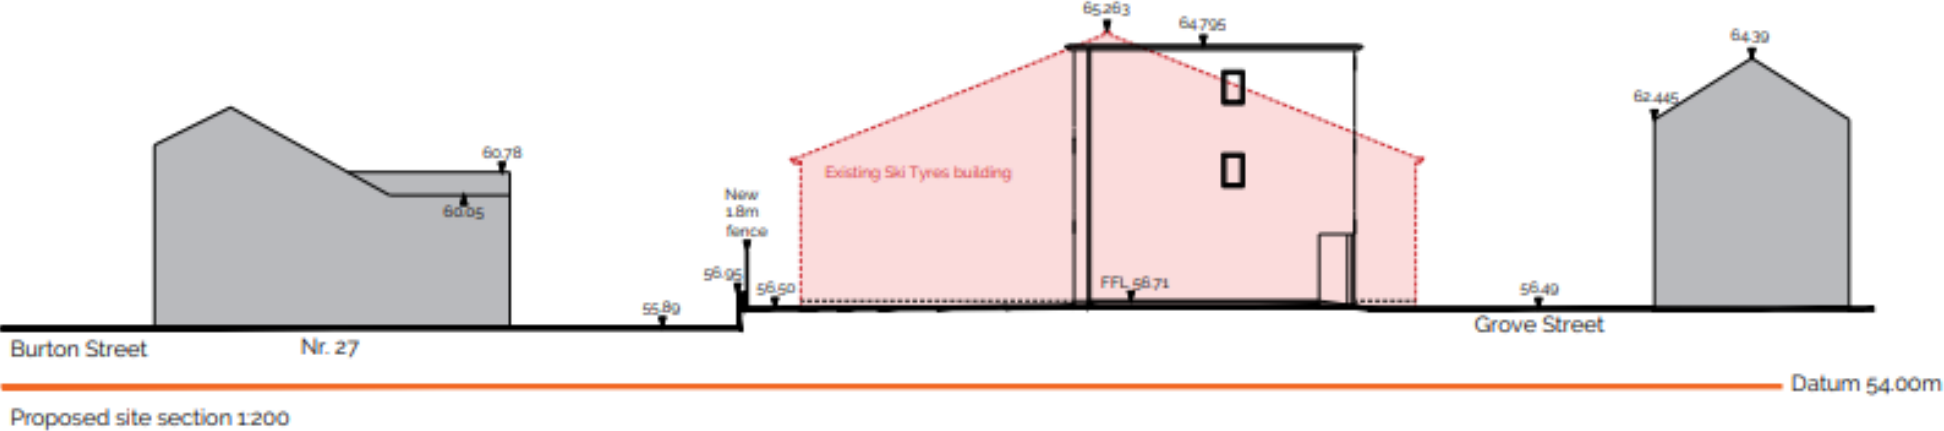 65.263
64.795
64.39
62.445
60.78
Existing Ski Tyres building
60.05
New
1.8m
fence
56.95
56.50
FFL 56.71
56.49
55.89
Grove Street
Burton Street
Nr. 27
Datum 54.00m
Proposed site section 1:200